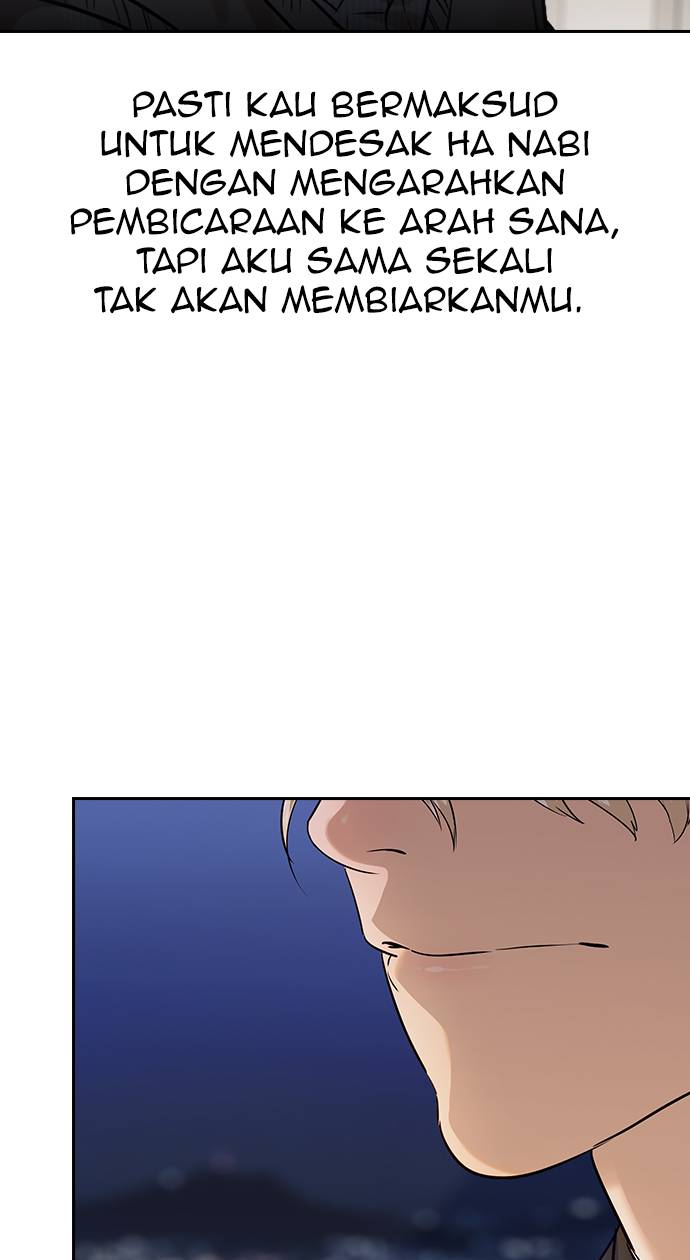 PASTI KAU BERMAKSUD
UNTUK MENDESAK HA NABI
DENGAN MENGARAHKAN
PEMBICARAAN KE ARAH SANA,
TAPI AKU SAMA SEKALI
TAK AKAN MEMBIARKANMU.